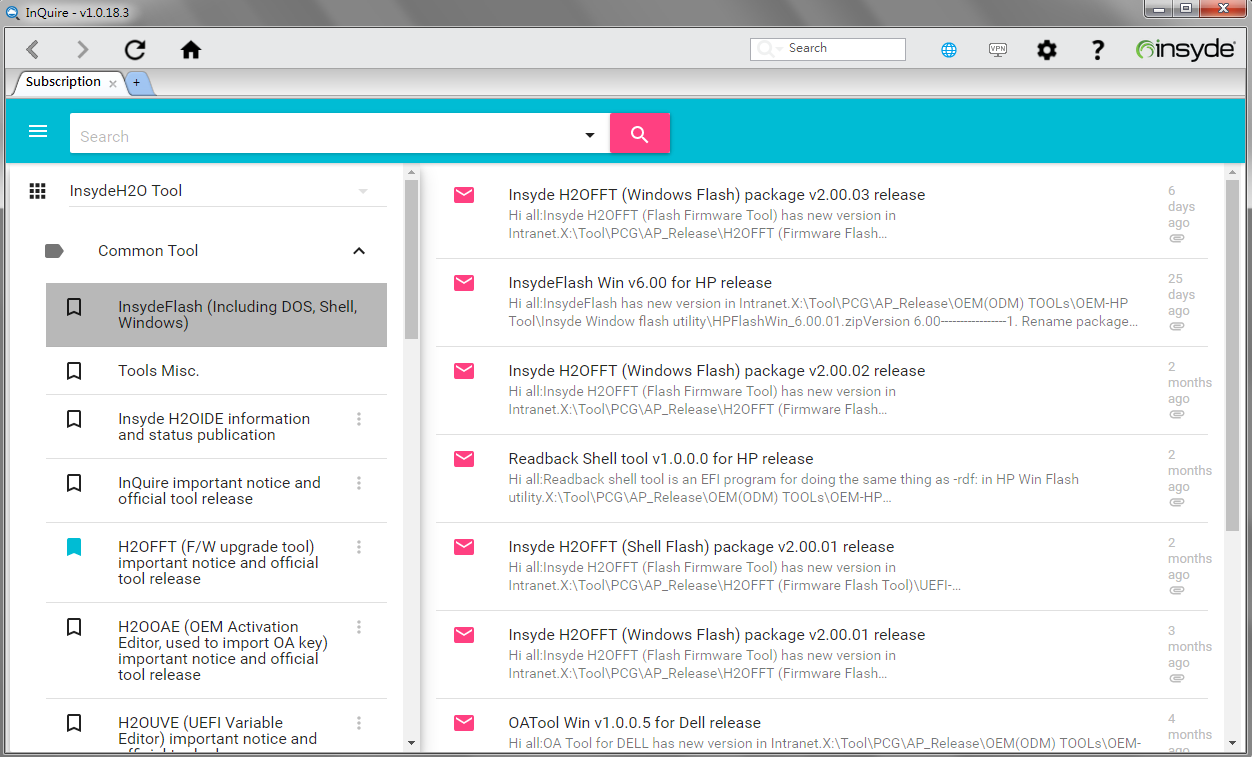 InQuire - v1.0.18.3
Search
VPN
insyde
Subscription
+
Search
InsydeH2O Tool
Common Tool
InsydeFlash (Including DOS, Shell,
Windows)
Tools Misc.
Insyde H2OIDE information
and status publication
InQuire important notice and
official tool release
H2OFFT (F/W upgrade tool)
important notice and official
tool release
H2OOAE (OEM Activation
Editor, used to import OA key)
important notice and official
tool release
H2OUVE (UEFI Variable
Editor) important notice and
Insyde H2OFFT (Windows Flash) package v2.00.03 release
Hi all:Insyde H2OFFT (Flash Firmware Tool) has new version in
Intranet.X:\Tool\PCG\AP_Release\H2OFFT (Firmware Flash...
6
days
ago
InsydeFlash Win v6.00 for HP release
Hi all:InsydeFlash has new version in Intranet.X:\Tool\PCG\AP_Release\OEM(ODM) TOOLs\OEM-HP
Tool\Insyde Window flash utility\HPFlashWin_6.00.01.zipVersion 6.00-----------------1. Rename package...
25
days
ago
Insyde H2OFFT (Windows Flash) package v2.00.02 release
Hi all:Insyde H2OFFT (Flash Firmware Tool) has new version in
Intranet.X:\Tool\PCG\AP_Release\H2OFFT (Firmware Flash...
2
months
ago
Readback Shell tool v1.0.0.0 for HP release
Hi all:Readback shell tool is an EFI program for doing the same thing as -rdf: in HP Win Flash
utility.X:\Tool\PCG\AP_Release\OEM(ODM) TOOLs\OEM-HP...
2
months
ago
Insyde H2OFFT (Shell Flash) package v2.00.01 release
Hi all:Insyde H2OFFT (Flash Firmware Tool) has new version in
Intranet.X:\Tool\PCG\AP_Release\H2OFFT (Firmware Flash Tool)\UEFI-...
2
months
ago
Insyde H2OFFT (Windows Flash) package v2.00.01 release
Hi all:Insyde H2OFFT (Flash Firmware Tool) has new version in
Intranet.X:\Tool\PCG\AP_Release\H2OFFT (Firmware Flash...
3
months
ago
OATool Win v1.0.0.5 for Dell release
Hi all:OA Tool for DELL has new version in Intranet.X:\Tool\PCG\AP_Release\OEM(ODM) TOOLs\OEM-
4
months
ago